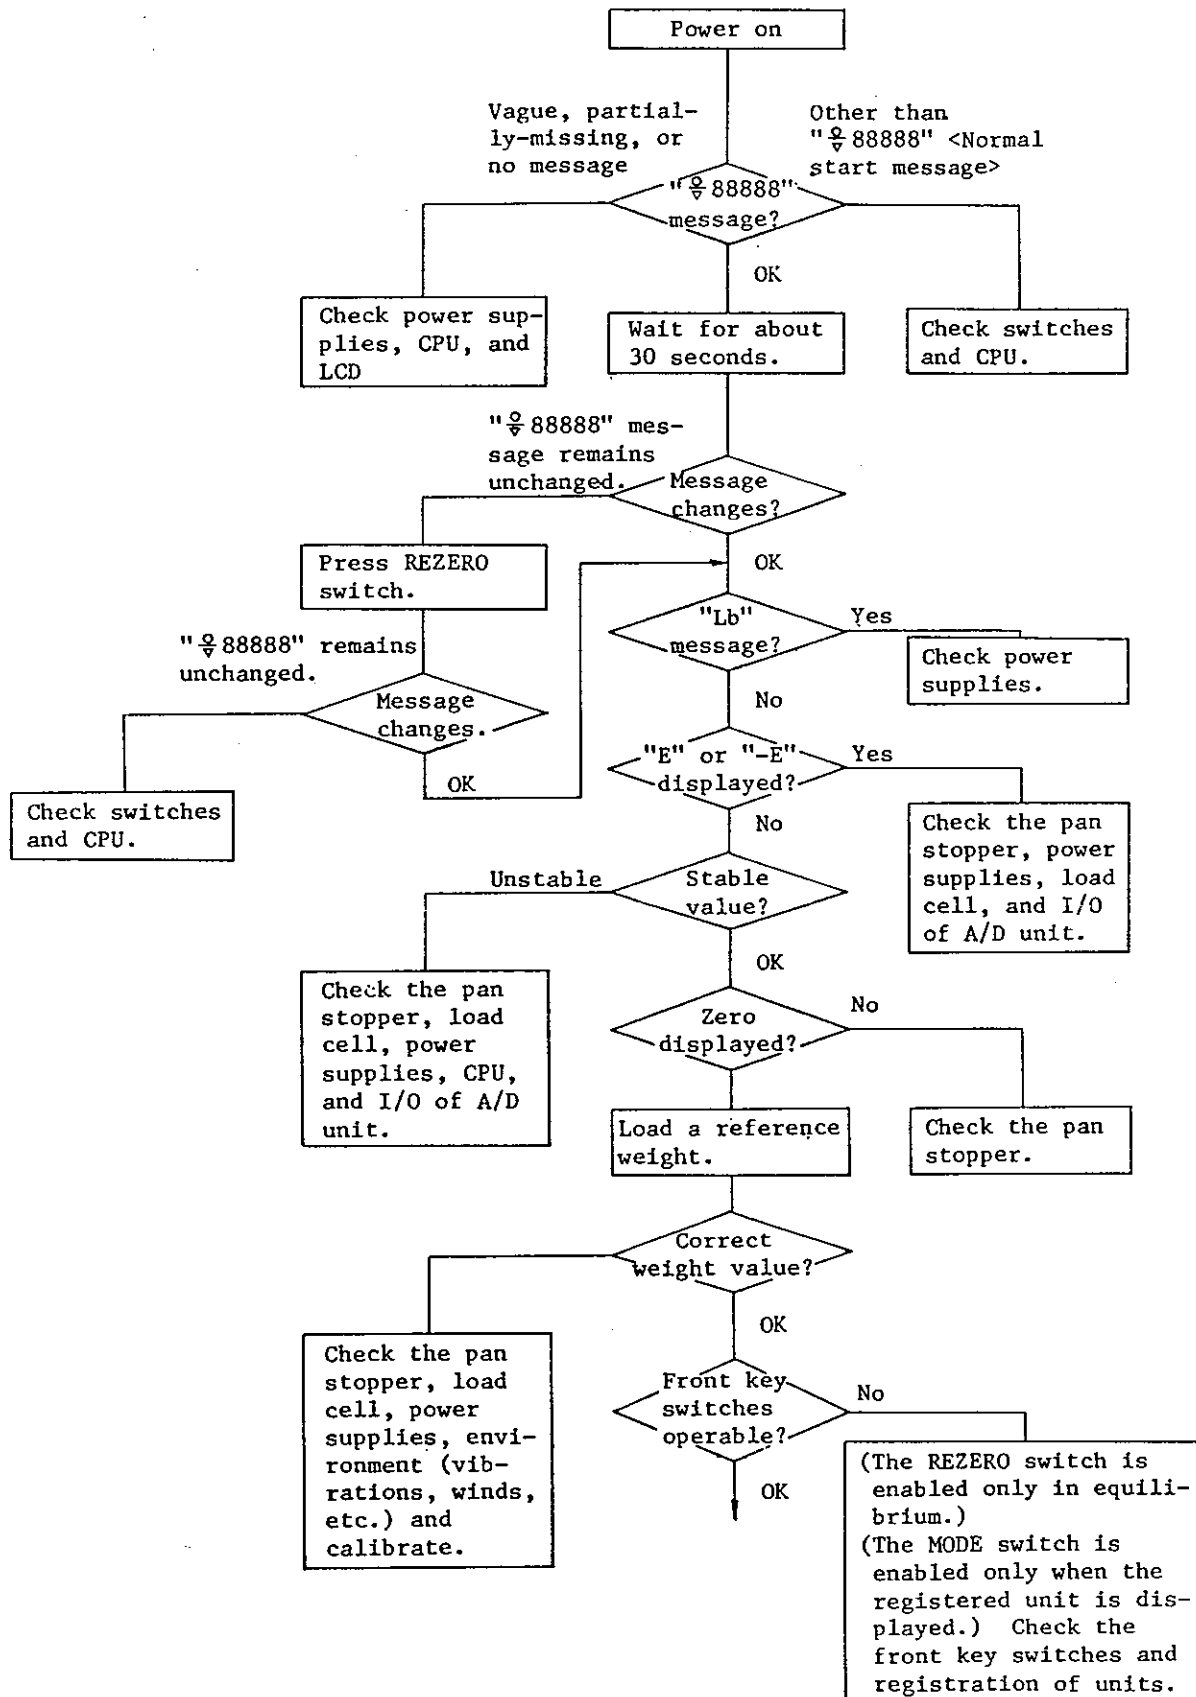 Power on
Vague, partial-
ly-missing, or
no message
Other than
"88888" <Normal
start message>
"88888"
message?
OK
Check power sup-
plies, CPU, and
LCD
Wait for about
30 seconds.
Check switches
and CPU.
"88888" mes-
sage remains
unchanged.
Message
changes?
Press REZERO
switch.
OK
"Lb"
message?
Yes
Check power
supplies.
"88888" remains
unchanged.
Message
changes.
No
OK
"E" or "-E"
displayed?
Yes
Check switches
and CPU.
No
Check the pan
stopper, power
supplies, load
cell, and I/O
of A/D unit.
Unstable
Stable
value?
OK
Check the pan
stopper, load
cell, power
supplies, CPU,
and I/O of A/D
unit.
Zero
displayed?
No
Load a reference
weight.
Check the pan
stopper.
Correct
weight value?
OK
Check the pan
stopper, load
cell, power
supplies, envi-
ronment (vib-
rations, winds,
etc.) and
calibrate.
Front key
switches
operable?
No
OK
(The REZERO switch is
enabled only in equili-
brium.)
(The MODE switch is
enabled only when the
registered unit is dis-
played.) Check the
front key switches and
registration of units.